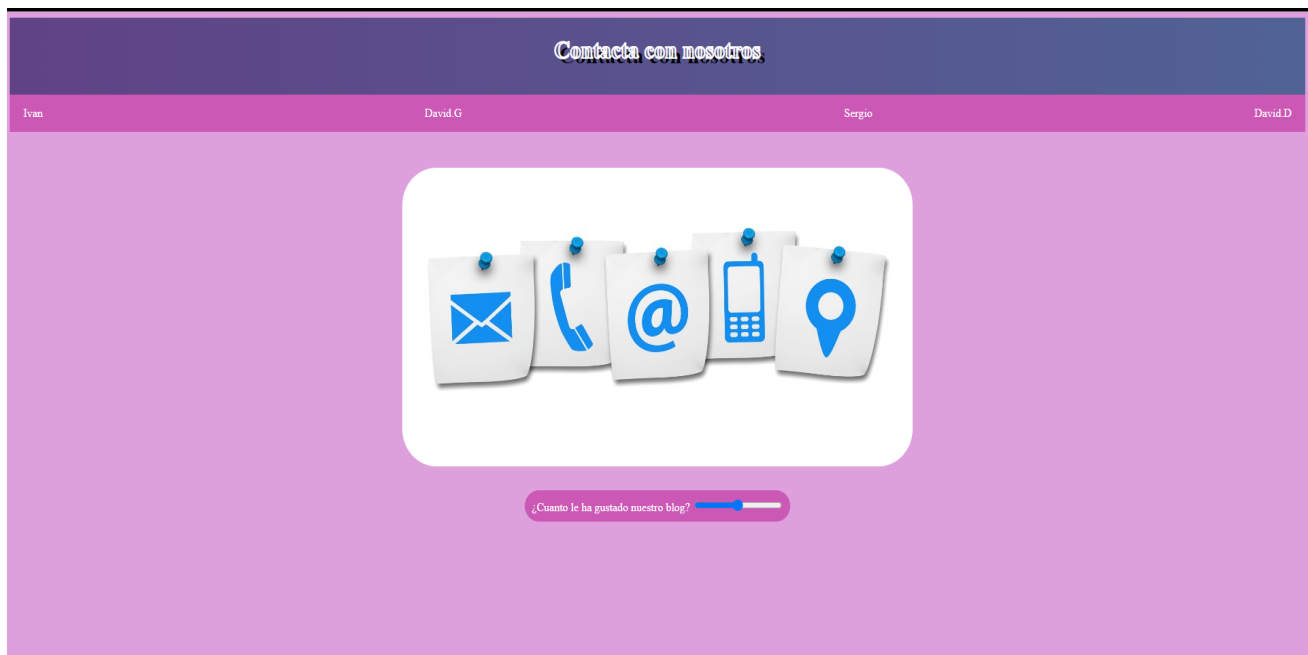 Contacta con nosotros
Ivan David.G Sergio David.D
@
¿Cuanto le ha gustado nuestro blog?